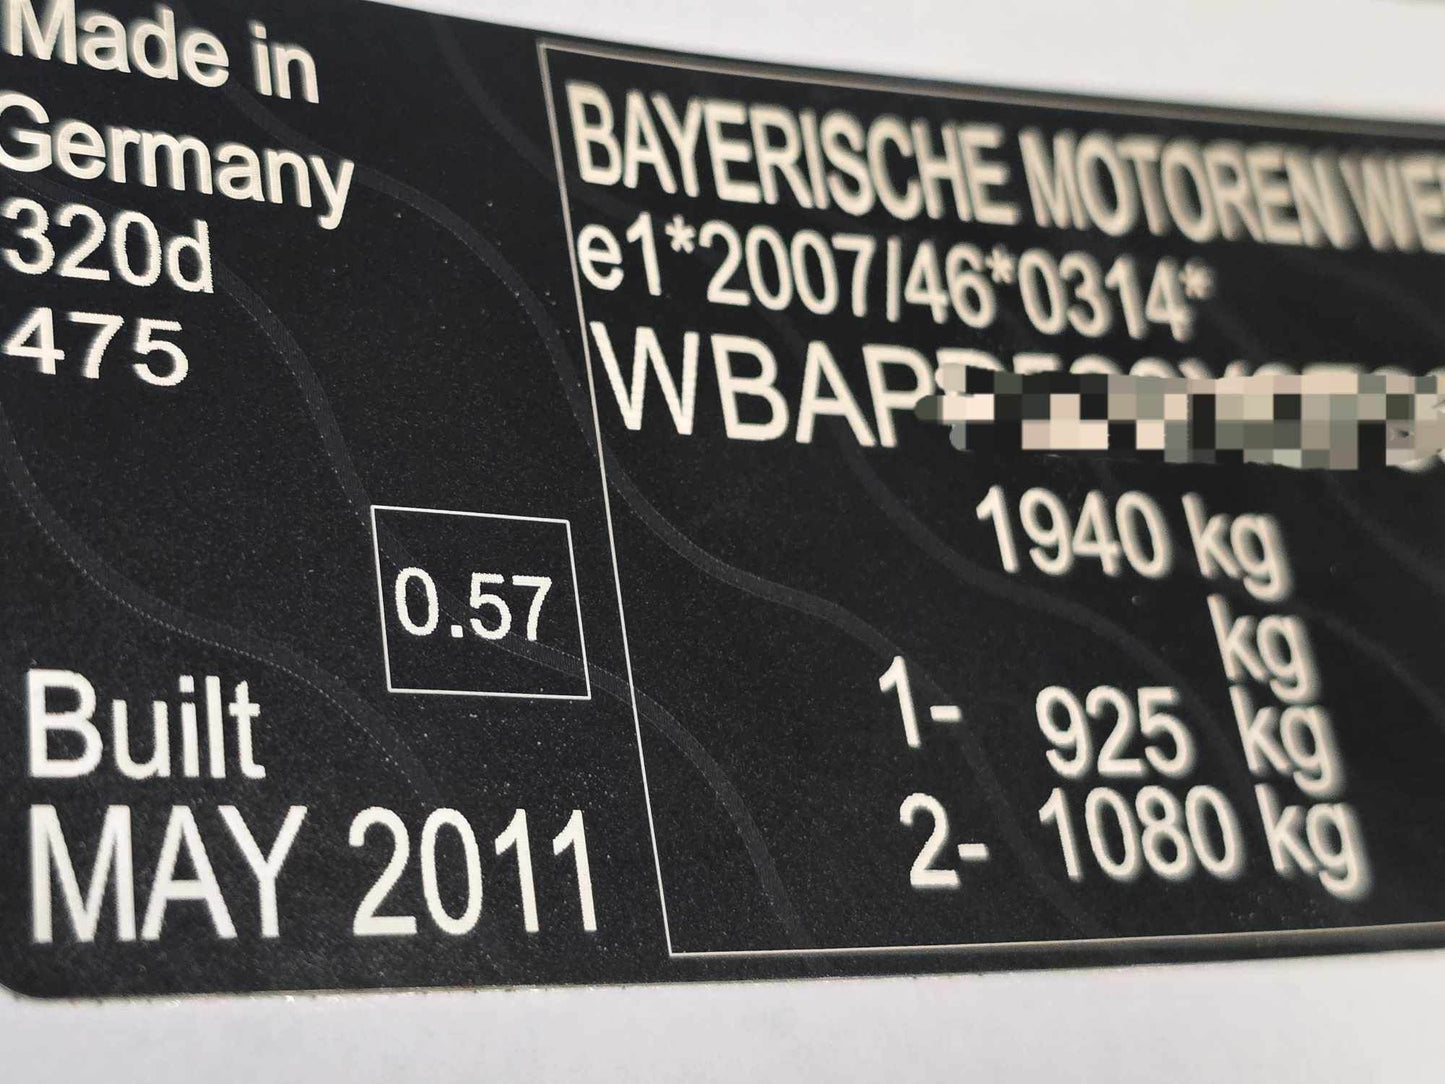 Made in
Germany
320d
475
0.57
Built
MAY 2011
BAYERISCHE MOTOREN
e1*2007/46*0314*
WBAP
1940 kg
kg
1- 925 kg
2- 1080 kg